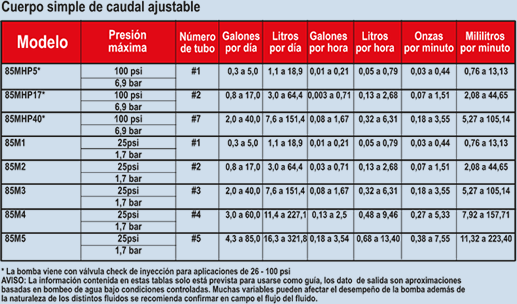 Cuerpo simple de caudal ajustable
Modelo Presión máxima Número de tubo Galones por día Litros por día Galones por hora Litros por hora Onzas por minuto Mililitros por minuto
85MHP5* 100 psi #1 0,3 a 5,0 1,1 a 18,9 0,01 a 0,21 0,05 a 0,79 0,03 a 0,44 0,76 a 13,13
6,9 bar
85MHP17* 100 psi #2 0,8 a 17,0 3,0 a 64,4 0,003 a 0,71 0,13 a 2,68 0,07 a 1,51 2,08 a 44,65
6,9 bar
85MHP40* 100 psi #7 2,0 a 40,0 7,6 a 151,4 0,08 a 1,67 0,32 a 6,31 0,18 a 3,55 5,27 a 105,14
6,9 bar
85M1 25psi #1 0,3 a 5,0 1,1 a 18,9 0,01 a 0,21 0,05 a 0,79 0,03 a 0,44 0,76 a 13,13
1,7 bar
85M2 25psi #2 0,8 a 17,0 3,0 a 64,4 0,03 a 0,71 0,13 a 2,68 0,07 a 1,51 2,08 a 44,65
1,7 bar
85M3 25psi #3 2,0 a 40,0 7,6 a 151,4 0,08 a 1,67 0,32 a 6,31 0,18 a 3,55 5,27 a 105,14
1,7 bar
85M4 25psi #4 3,0 a 60,0 11,4 a 227,1 0,13 a 2,5 0,48 a 9,46 0,27 a 5,33 7,92 a 157,71
1,7 bar
85M5 25psi #5 4,3 a 85,0 16,3 a 321,8 0,18 a 3,54 0,68 a 13,40 0,38 a 7,55 11,32 a 223,40
1,7 bar
* La bomba viene con válvula check de inyección para aplicaciones de 26 - 100 psi
AVISO: La información contenida en estas tablas solo está prevista para usarse como guía, los dato de salida son aproximaciones
basadas en bombeo de agua bajo condiciones controladas. Muchas variables pueden afectar el desempeño de la bomba además de
la naturaleza de los distintos fluidos se recomienda confirmar en campo el flujo del fluido.